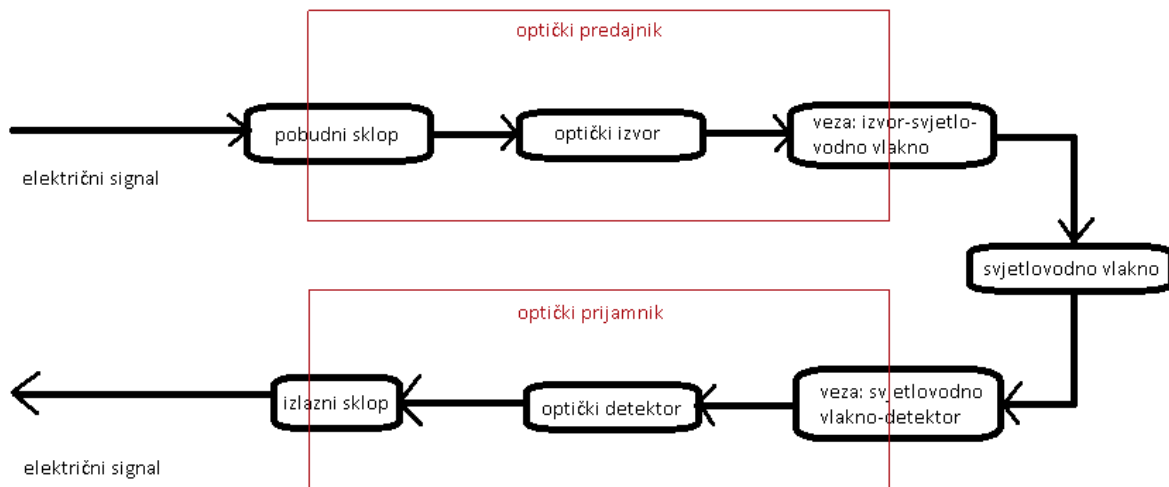 optički predajnik
pobudni sklop
optički izvor
veza: izvor-svjetlo-
vodno vlakno
električni signal
svjetlovodno vlakno
optički prijamnik
veza: svjetlovodno
vlakno-detektor
optički detektor
izlazni sklop
električni signal